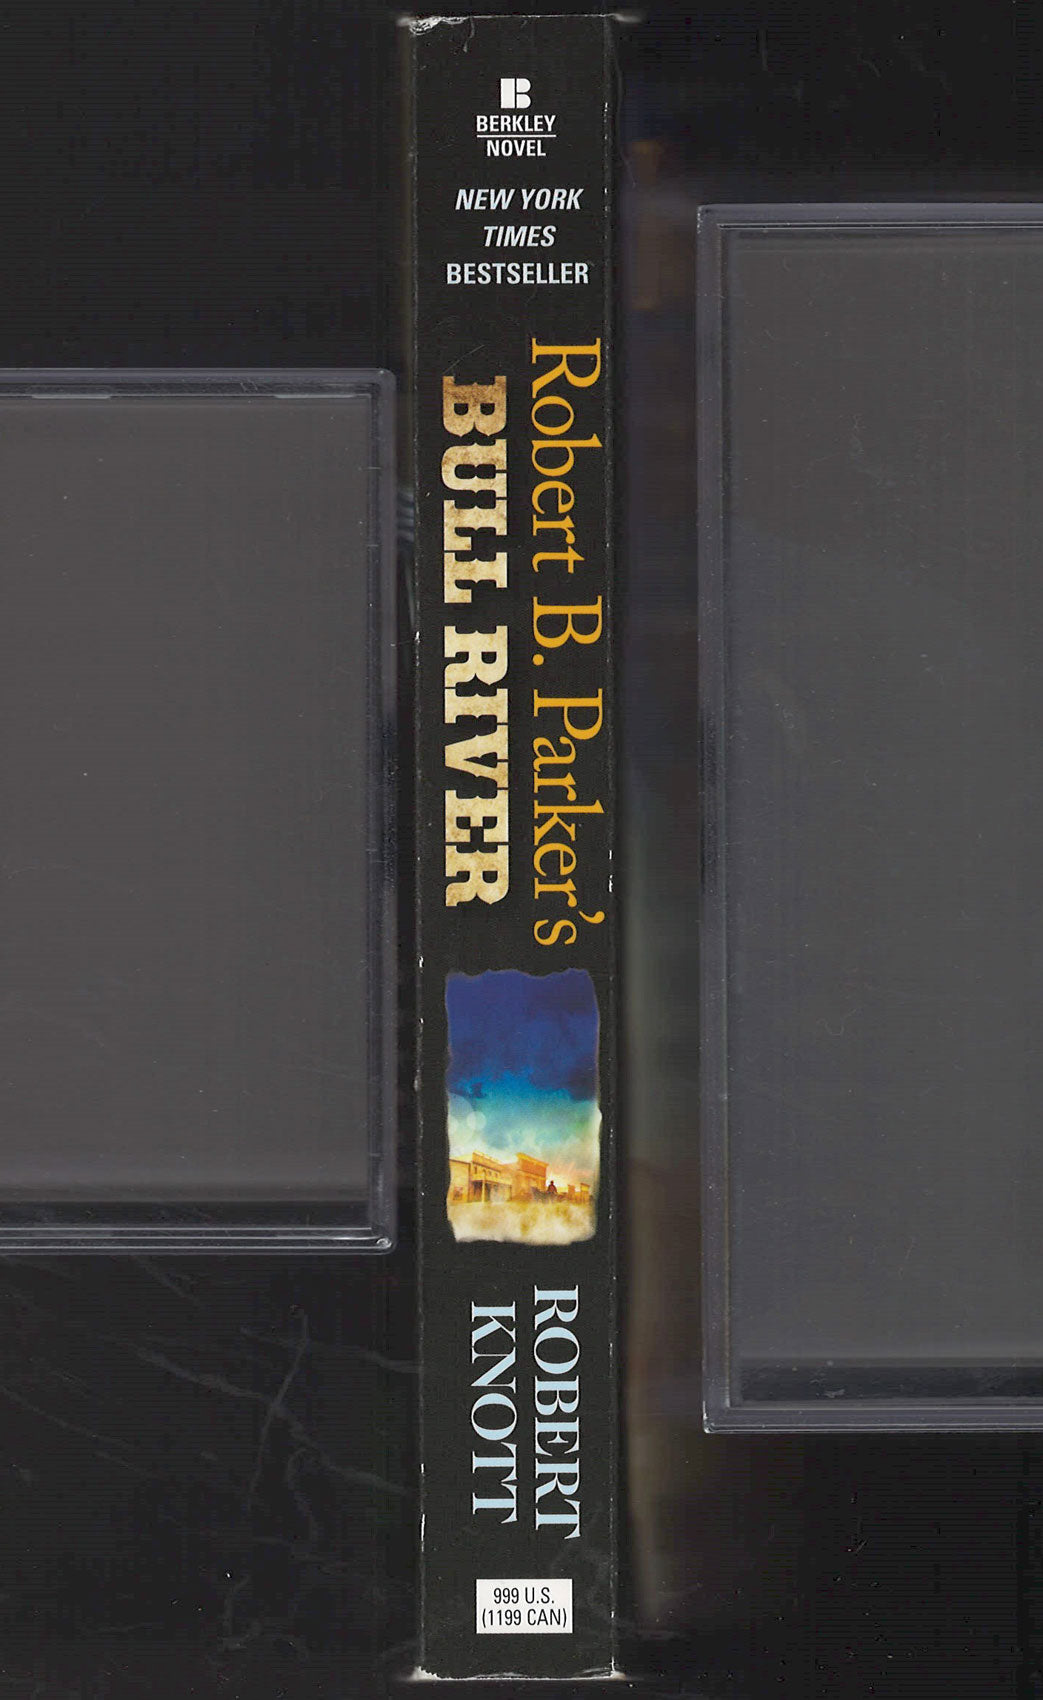 B
BERKLEY
NOVEL
NEW YORK
TIMES
BESTSELLER
Robert B. Parker's
BULL RIVER
ROBERT
KNOTT
999 U.S.
(1199 CAN)